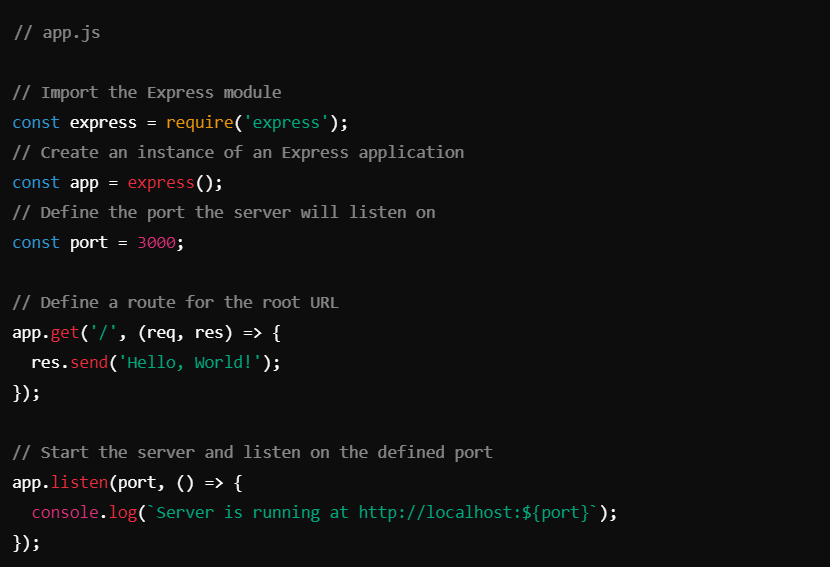 // app.js
// Import the Express module
const express = require('express');
// Create an instance of an Express application
const app = express();
// Define the port the server will listen on
const port = 3000;
// Define a route for the root URL
app.get('/', (req, res) => {
  res.send('Hello, World!');
});
// Start the server and listen on the defined port
app.listen(port, () => {
  console.log(`Server is running at http://localhost:${port}`);
});